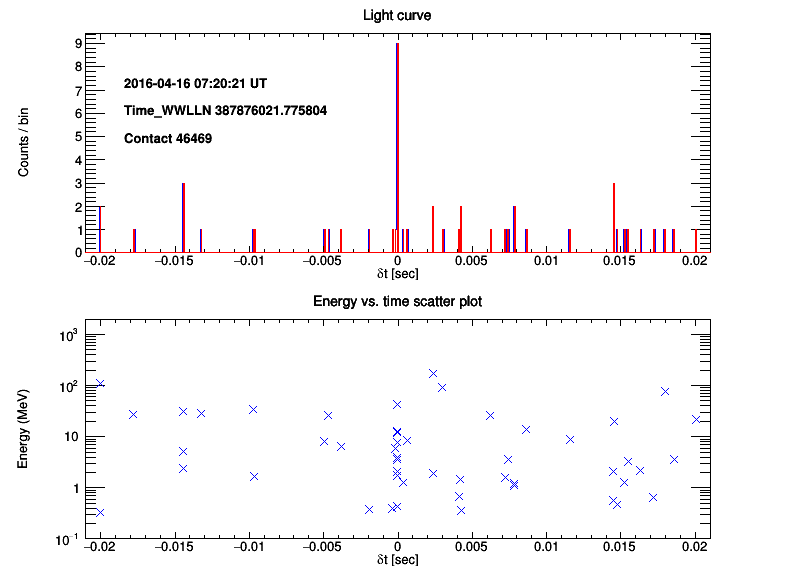 Light curve
Counts / bin
9
8
7
6
5
4
3
2
1
0
2016-04-16 07:20:21 UT
Time_WWLLN 387876021.775804
Contact 46469
−0.02 −0.015 −0.01 −0.005 0 0.005 0.01 0.015 0.02
δt [sec]
Energy vs. time scatter plot
Energy (MeV)
10³
10²
10
1
10⁻¹
−0.02 −0.015 −0.01 −0.005 0 0.005 0.01 0.015 0.02
δt [sec]